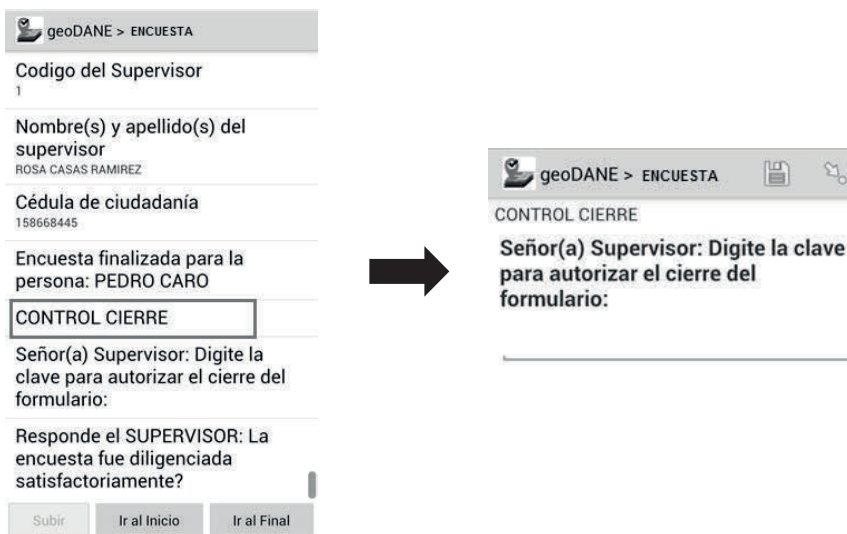 geoDANE > ENCUESTA
Codigo del Supervisor
1
Nombre(s) y apellido(s) del
supervisor
ROSA CASAS RAMIREZ
Cédula de ciudadanía
158668445
Encuesta finalizada para la
persona: PEDRO CARO
CONTROL CIERRE
Señor(a) Supervisor: Digite la
clave para autorizar el cierre del
formulario:
Responde el SUPERVISOR: La
encuesta fue diligenciada
satisfactoriamente?
Subir Ir al Inicio Ir al Final
geoDANE > ENCUESTA
CONTROL CIERRE
Señor(a) Supervisor: Digite la clave
para autorizar el cierre del
formulario: